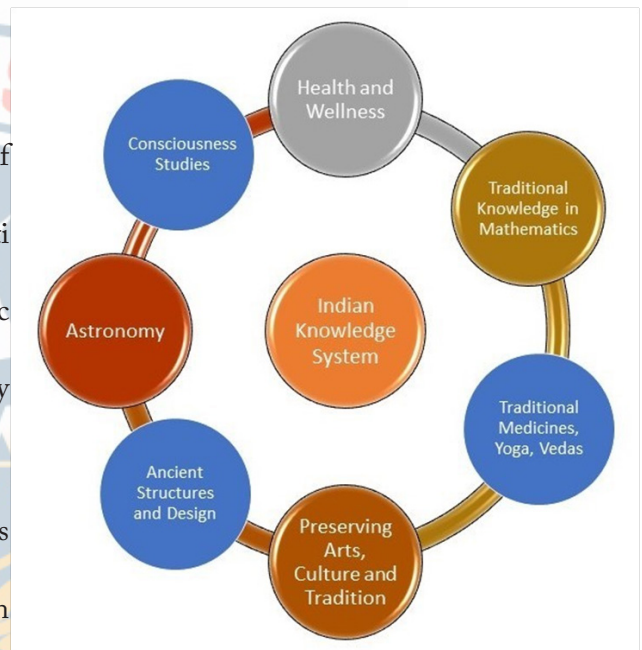 Health and
Wellness
Traditional
Knowledge in
Mathematics
Traditional
Medicines,
Yoga, Vedas
Preserving
Arts,
Culture and
Tradition
Ancient
Structures
and Design
Astronomy
Consciousness
Studies
Indian
Knowledge
System